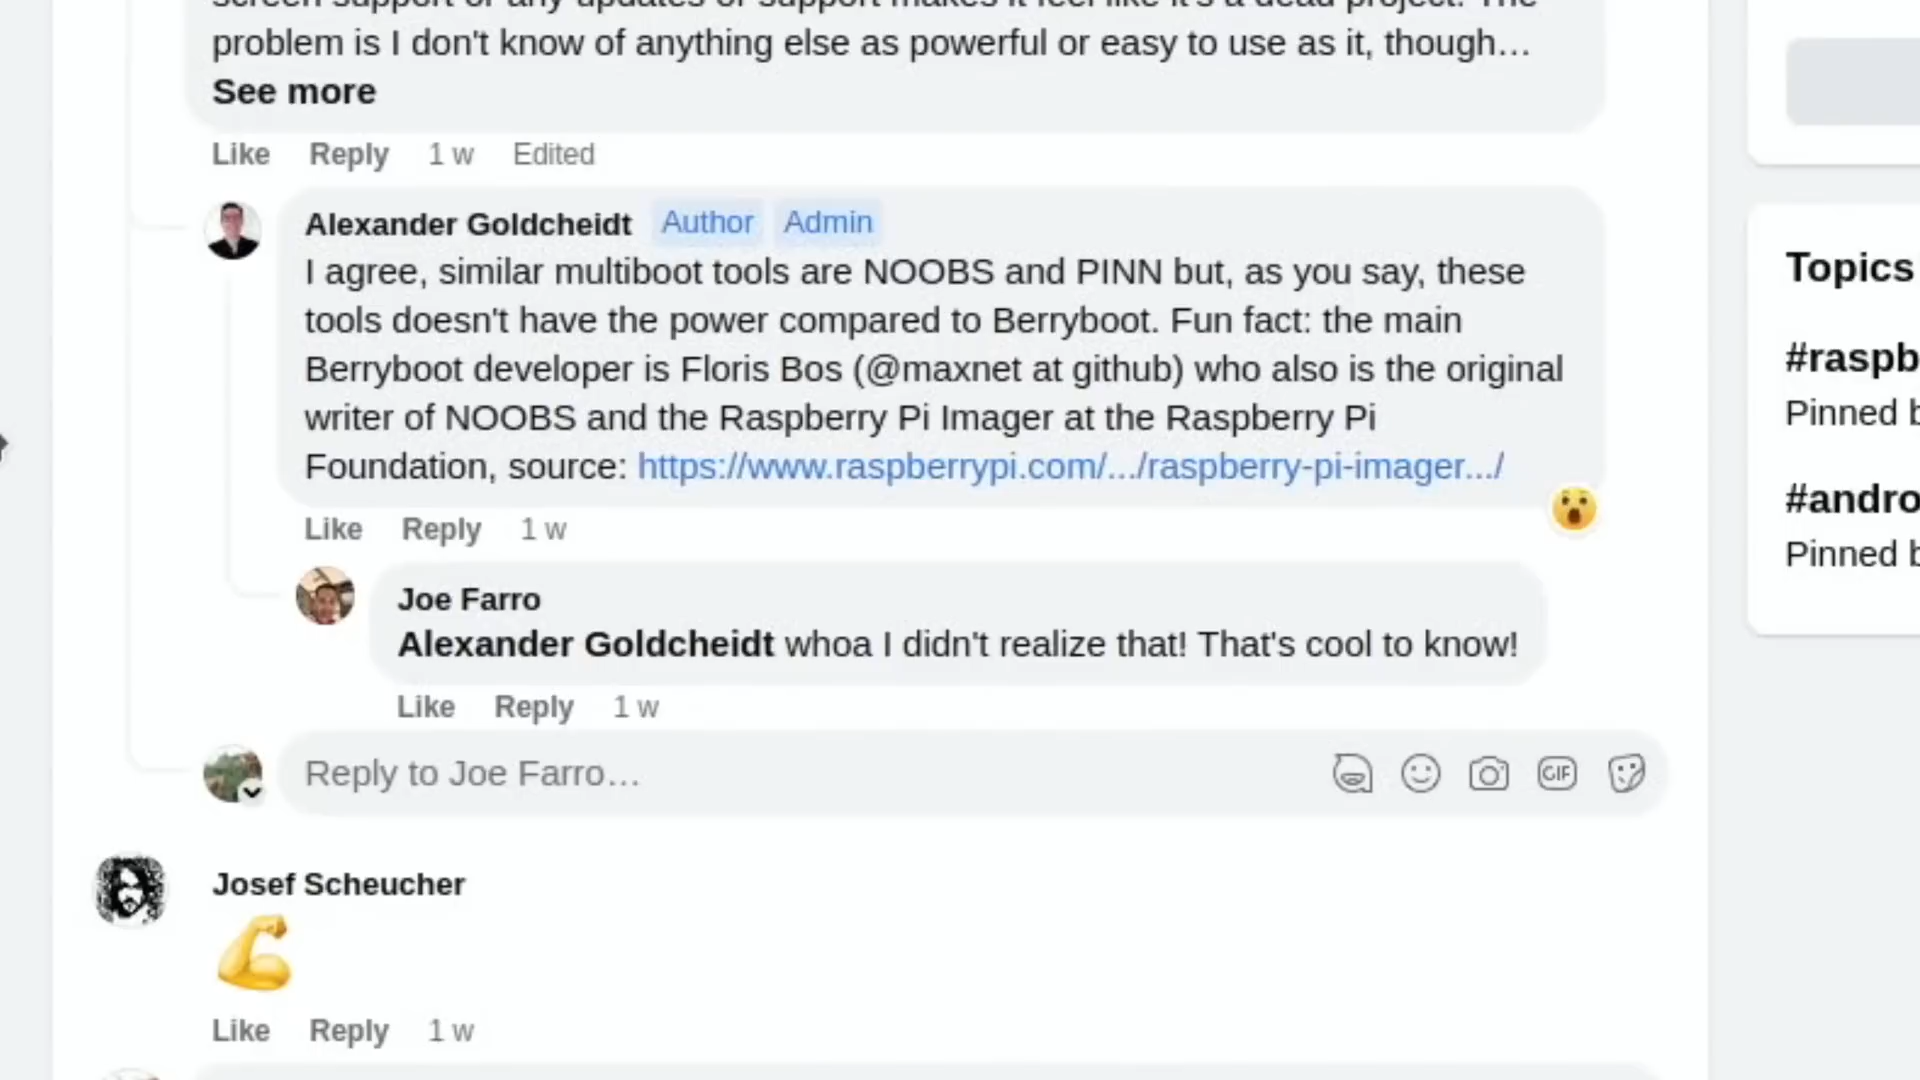 problem is I don't know of anything else as powerful or easy to use as it, though...
See more
Like Reply 1 w Edited
Alexander Goldcheidt Author Admin
I agree, similar multiboot tools are NOOBS and PINN but, as you say, these
tools doesn't have the power compared to Berryboot. Fun fact: the main
Berryboot developer is Floris Bos (@maxnet at github) who also is the original
writer of NOOBS and the Raspberry Pi Imager at the Raspberry Pi
Foundation, source: https://www.raspberrypi.com/.../raspberry-pi-imager.../
Like Reply 1 w
Joe Farro
Alexander Goldcheidt whoa I didn't realize that! That's cool to know!
Like Reply 1 w
Reply to Joe Farro...
GIF
Josef Scheucher
💪
Like Reply 1 w
Topics
#raspb
Pinned b
#andro
Pinned b